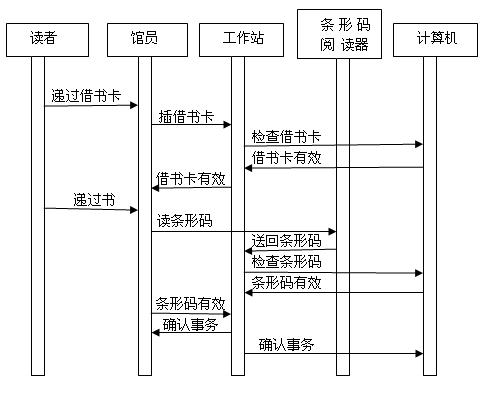 读者
馆员
工作站
条形码
阅读器
计算机
递过借书卡
插借书卡
检查借书卡
借书卡有效
借书卡有效
递过书
读条形码
送回条形码
检查条形码
条形码有效
条形码有效
确认事务
确认事务